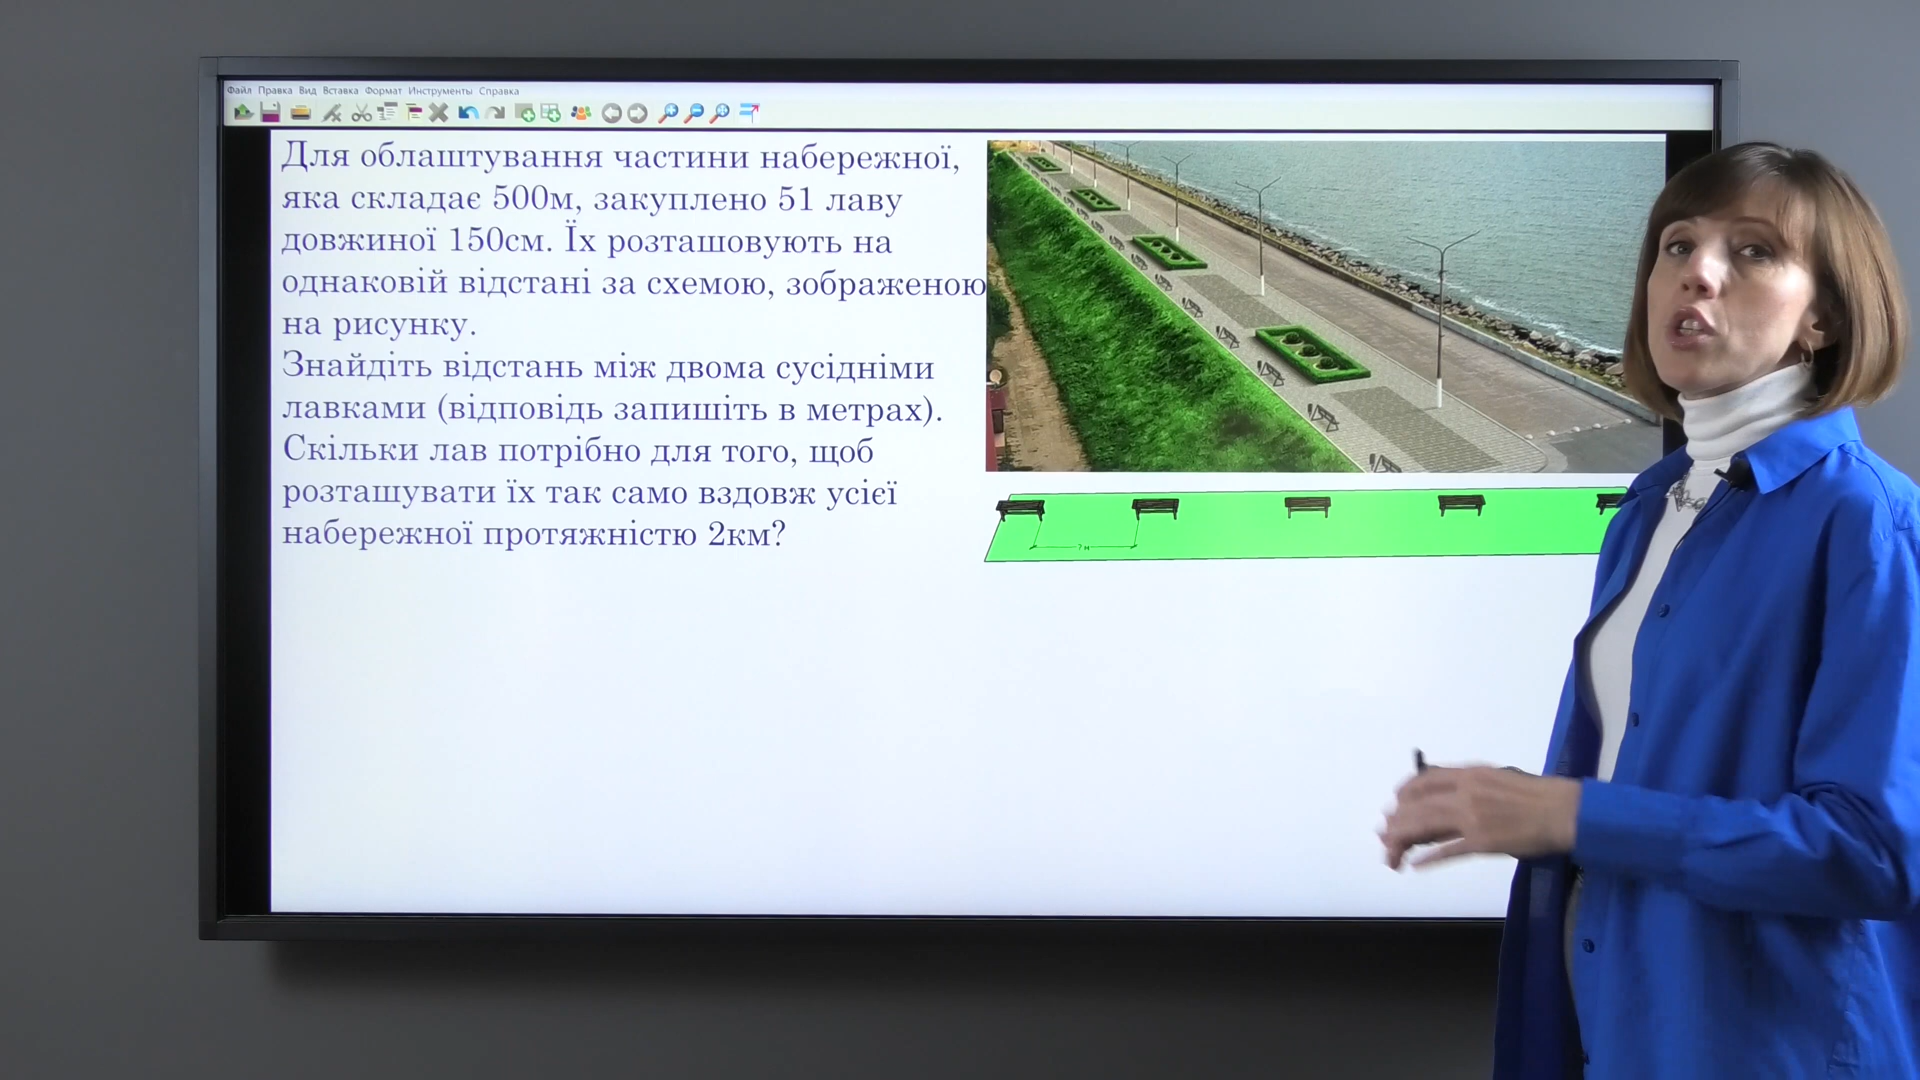 Файл Правка Вид Вставка Формат Инструменты Справка
Для облаштування частини набережної,
яка складає 500м, закуплено 51 лаву
довжиної 150см. Їх розташовують на
однаковій відстані за схемою, зображеною
на рисунку.
Знайдіть відстань між двома сусідніми
лавками (відповідь запишіть в метрах).
Скільки лав потрібно для того, щоб
розташувати їх так само вздовж усієї
набережної протяжністю 2км?
? м